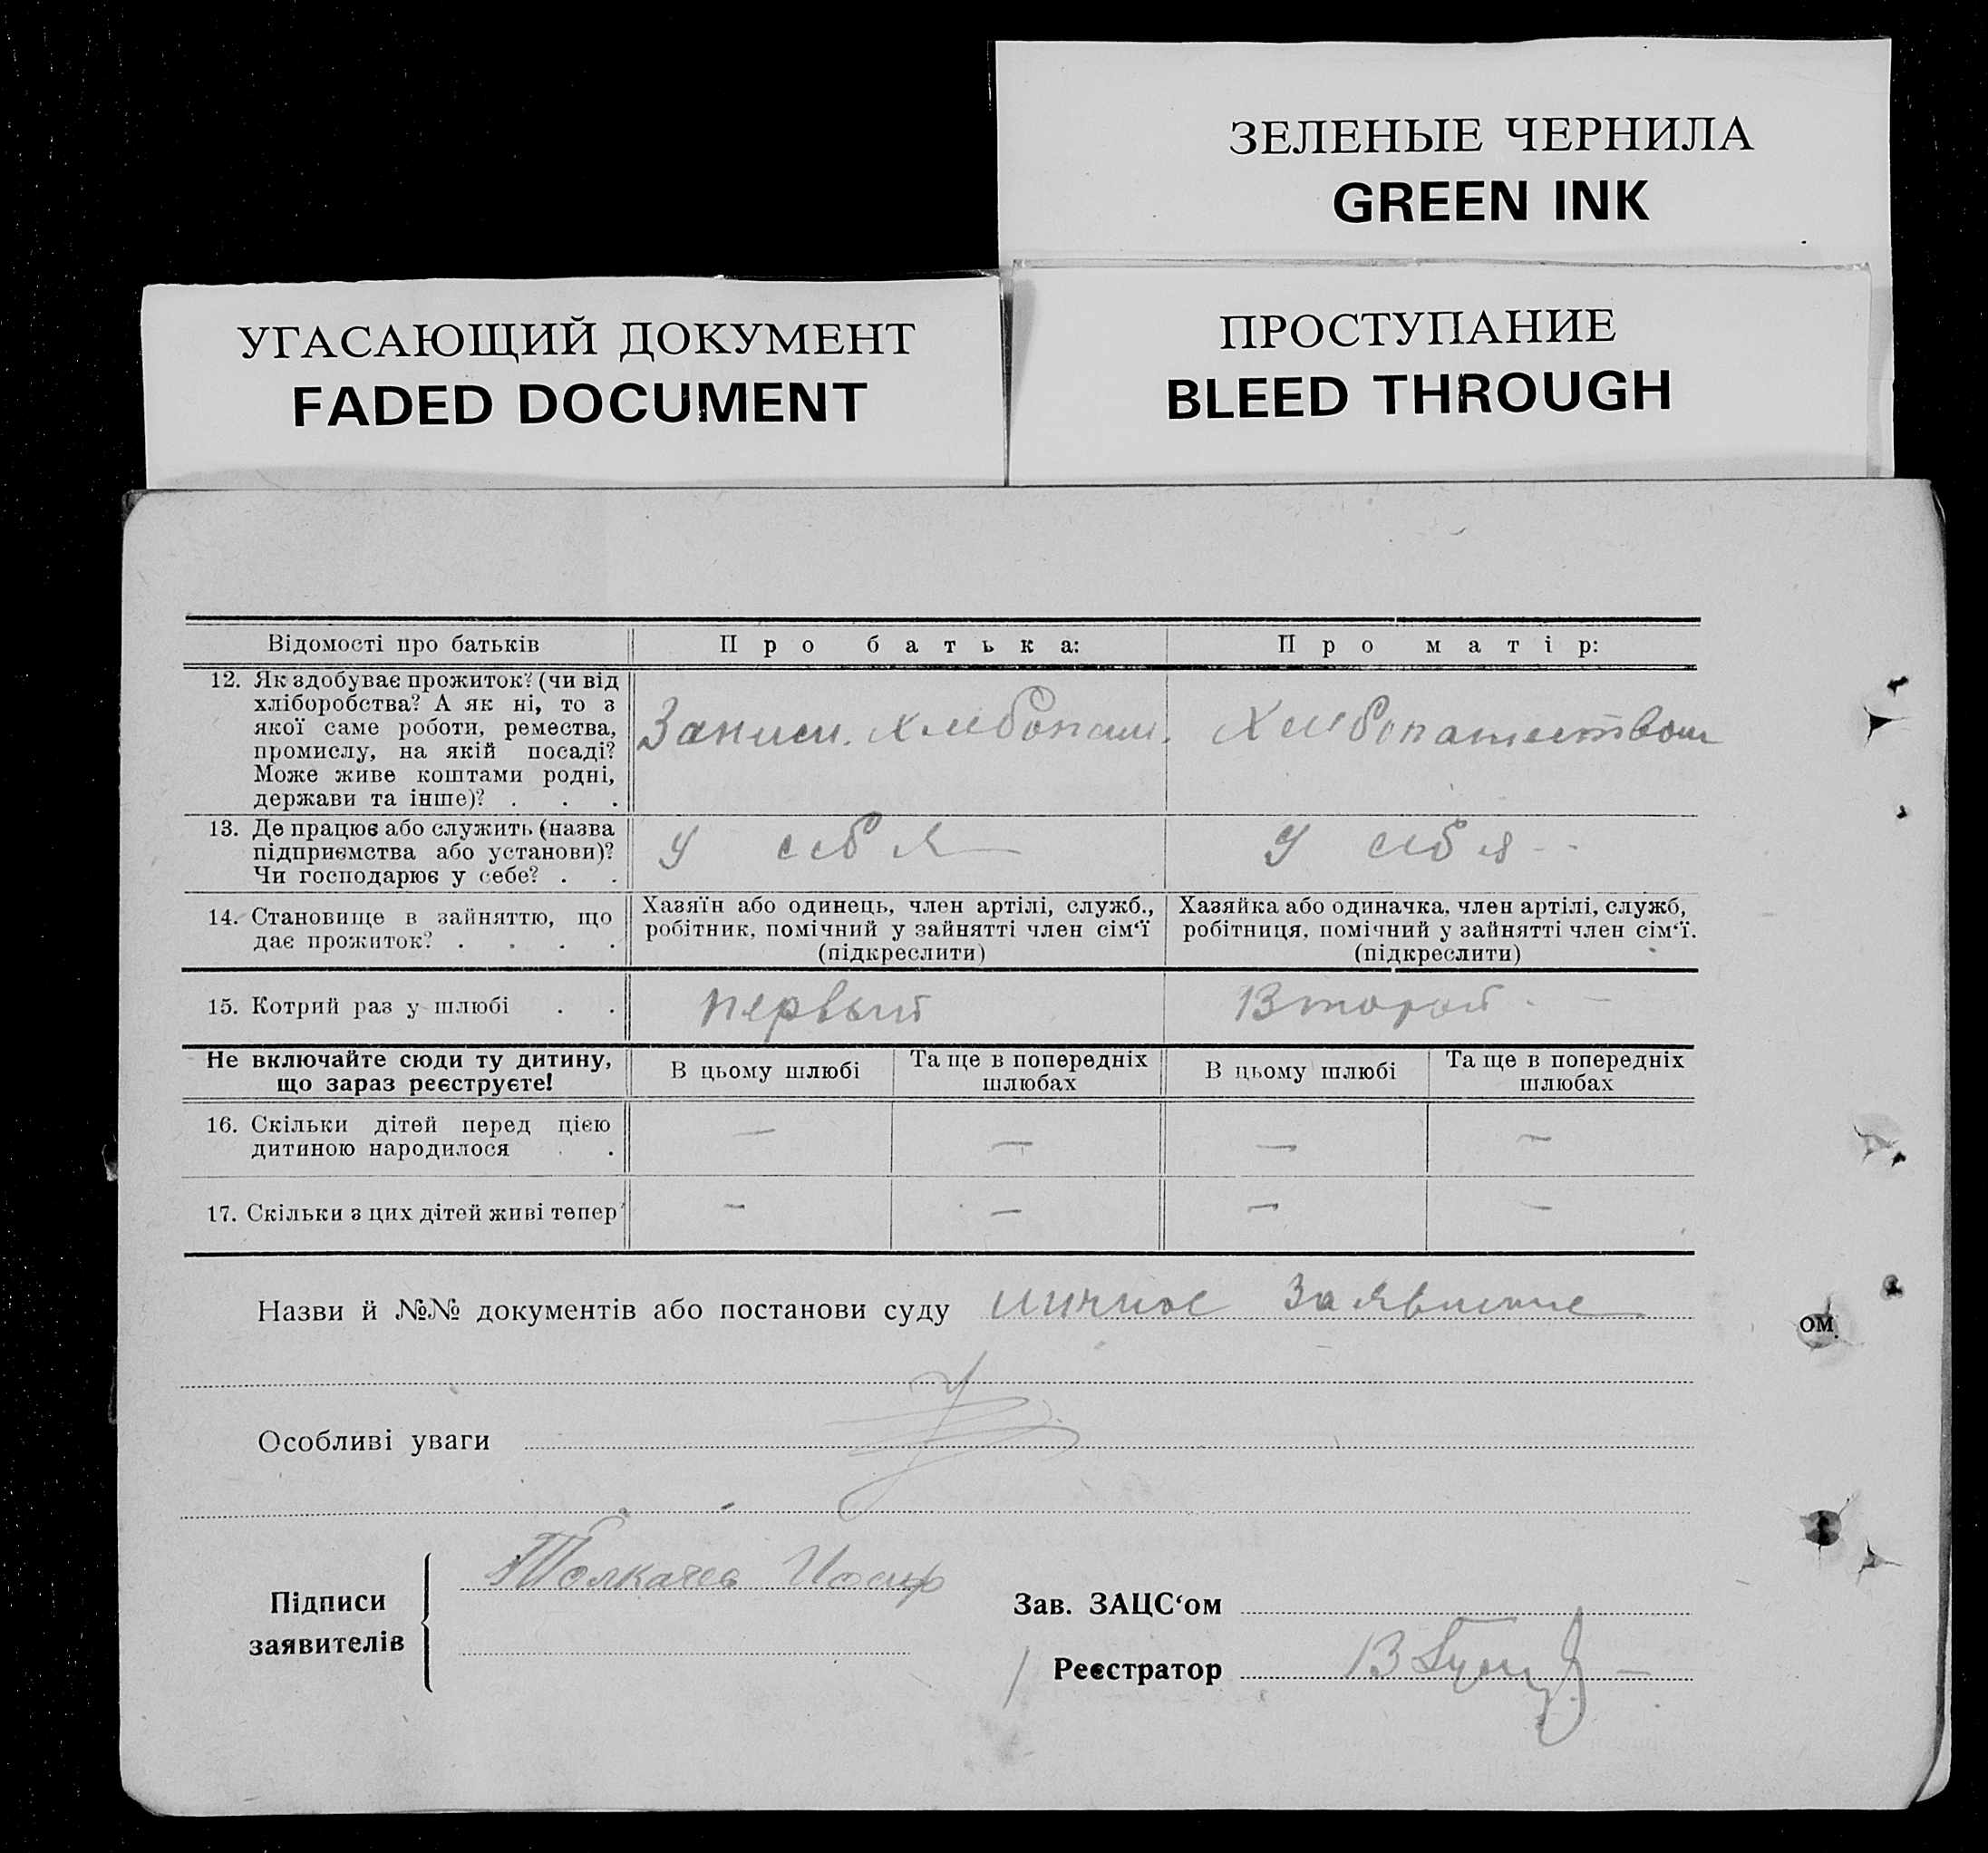 ЗЕЛЕНЫЕ ЧЕРНИЛА
GREEN INK
УГАСАЮЩИЙ ДОКУМЕНТ
FADED DOCUMENT
ПРОСТУПАНИЕ
BLEED THROUGH
Відомості про батьків
Про батька:
Про матір:
12. Як здобуває прожиток? (чи від
хліборобства? А як ні, то з
якої саме роботи, ремества,
промислу, на якій посаді?
Може живе коштами родні,
держави та інше)? . . .
Заним. хлебопаш.
Хлебопашеством
13. Де працює або служить (назва
підприємства або установи)?
Чи господарює у себе? . .
У себя
У себя
14. Становище в зайняттю, що
дає прожиток? . . . .
Хазяїн або одинець, член артілі, служб.,
робітник, помічний у зайнятті член сім‘ї
(підкреслити)
Хазяйка або одиначка, член артілі, служб,
робітниця, помічний у зайнятті член сім‘ї.
(підкреслити)
15. Котрий раз у шлюбі . .
первый
Второй
Не включайте сюди ту дитину,
що зараз реєструєте!
В цьому шлюбі
Та ще в попередніх
шлюбах
В цьому шлюбі
Та ще в попередніх
шлюбах
16. Скільки дітей перед цією
дитиною народилося . .
— — — —
17. Скільки з цих дітей живі тепер
— — — —
Назви й №№ документів або постанови суду личное Заявление
ом.
Особливі уваги
Підписи
заявителів
Толкачев Иосиф
Зав. ЗАЦС‘ом
Реєстратор